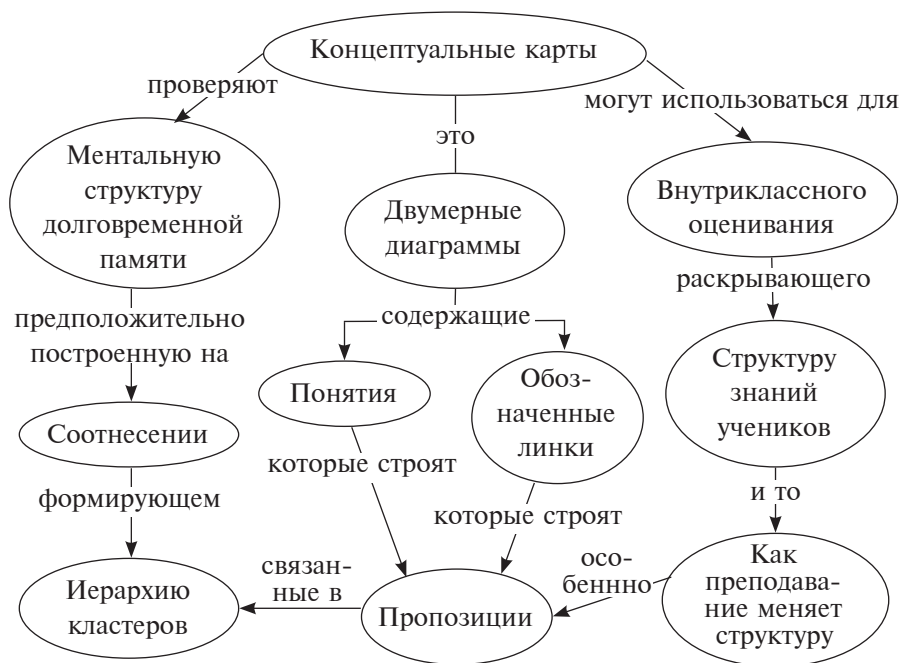 Концептуальные карты
проверяют
могут использоваться для
это
Ментальную
структуру
долговременной
памяти
Двумерные
диаграммы
Внутриклассного
оценивания
предположительно
построенную на
содержащие
раскрывающего
Понятия
Обоз-
наченные
линки
Структуру
знаний
учеников
Соотнесении
которые строят
формирующем
которые строят
и то
Иерархию
кластеров
связан-
ные в
Пропозиции
осо-
беннно
Как
преподава-
ние меняет
структуру